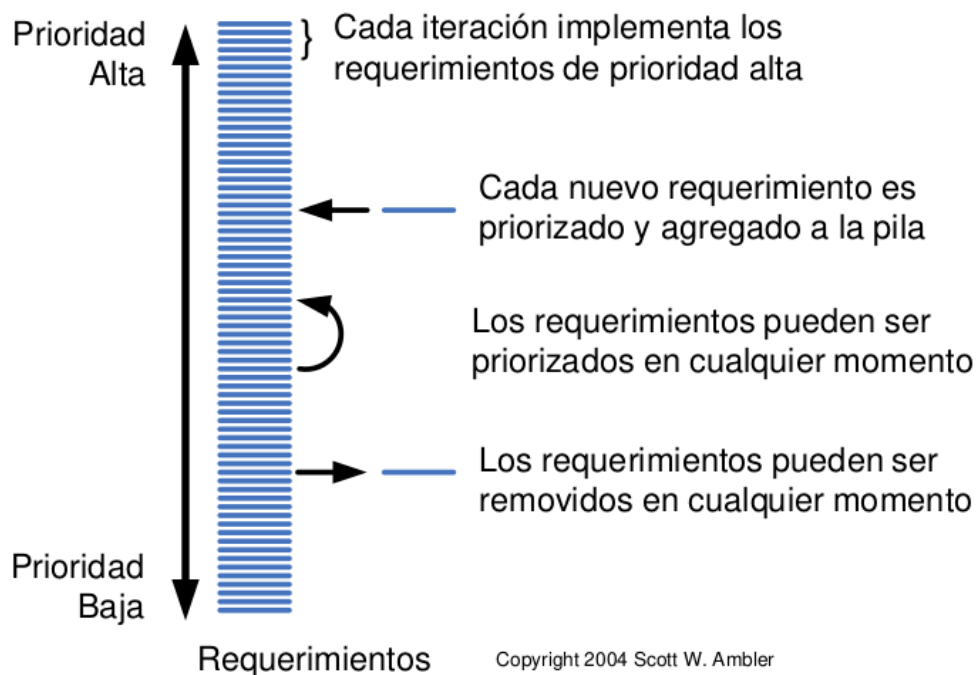 Prioridad
Alta
Cada iteración implementa los
requerimientos de prioridad alta
Cada nuevo requerimiento es
priorizado y agregado a la pila
Los requerimientos pueden ser
priorizados en cualquier momento
Los requerimientos pueden ser
removidos en cualquier momento
Prioridad
Baja
Requerimientos
Copyright 2004 Scott W. Ambler